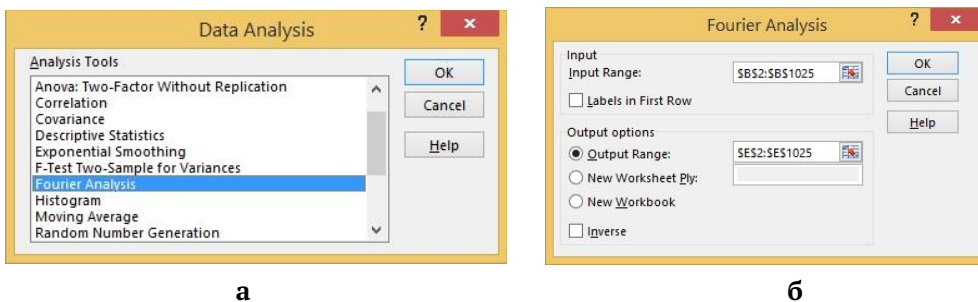 Data Analysis
?
×
Analysis Tools
Anova: Two-Factor Without Replication
Correlation
Covariance
Descriptive Statistics
Exponential Smoothing
F-Test Two-Sample for Variances
Fourier Analysis
Histogram
Moving Average
Random Number Generation
OK
Cancel
Help
а
Fourier Analysis
?
×
Input
Input Range:
$B$2:$B$1025
Labels in First Row
Output options
Output Range:
$E$2:$E$1025
New Worksheet Ply:
New Workbook
Inverse
OK
Cancel
Help
б